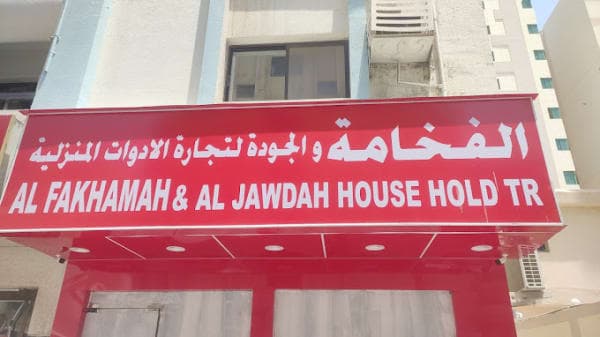 الفخامة و الجودة لتجارة الادوات المنزلية
AL FAKHAMAH & AL JAWDAH HOUSE HOLD TR